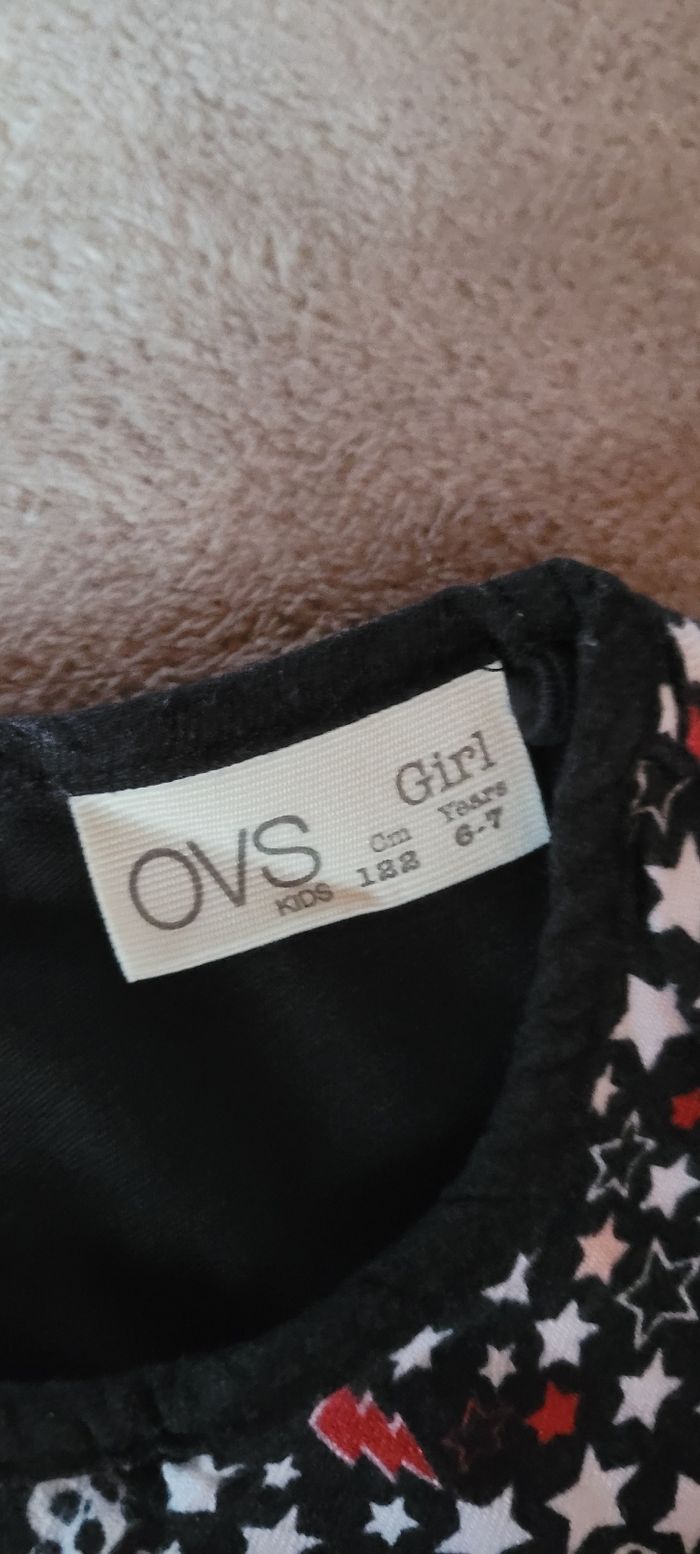 OVS
KIDS
Girl
Cm Years
122 6-7